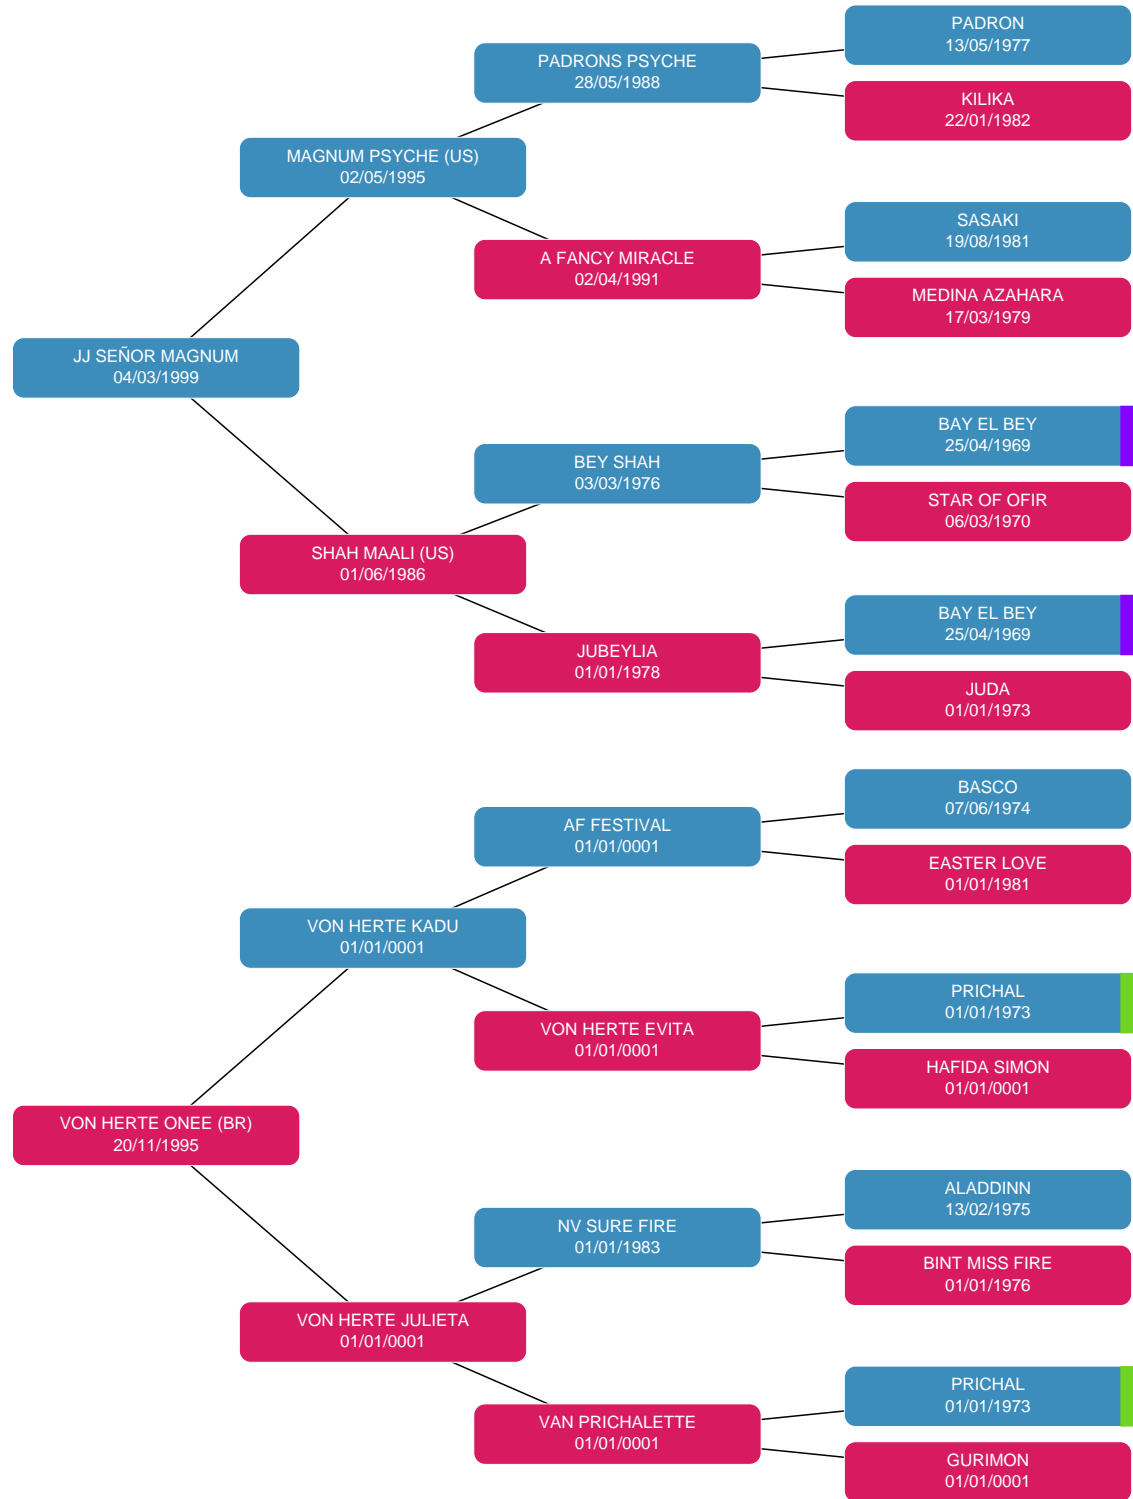 PADRON
13/05/1977
PADRONS PSYCHE
28/05/1988
KILIKA
22/01/1982
MAGNUM PSYCHE (US)
02/05/1995
SASAKI
19/08/1981
A FANCY MIRACLE
02/04/1991
MEDINA AZAHARA
17/03/1979
JJ SEÑOR MAGNUM
04/03/1999
BAY EL BEY
25/04/1969
BEY SHAH
03/03/1976
STAR OF OFIR
06/03/1970
SHAH MAALI (US)
01/06/1986
BAY EL BEY
25/04/1969
JUBEYLIA
01/01/1978
JUDA
01/01/1973
BASCO
07/06/1974
AF FESTIVAL
01/01/0001
EASTER LOVE
01/01/1981
VON HERTE KADU
01/01/0001
PRICHAL
01/01/1973
VON HERTE EVITA
01/01/0001
HAFIDA SIMON
01/01/0001
VON HERTE ONEE (BR)
20/11/1995
ALADDINN
13/02/1975
NV SURE FIRE
01/01/1983
BINT MISS FIRE
01/01/1976
VON HERTE JULIETA
01/01/0001
PRICHAL
01/01/1973
VAN PRICHALETTE
01/01/0001
GURIMON
01/01/0001